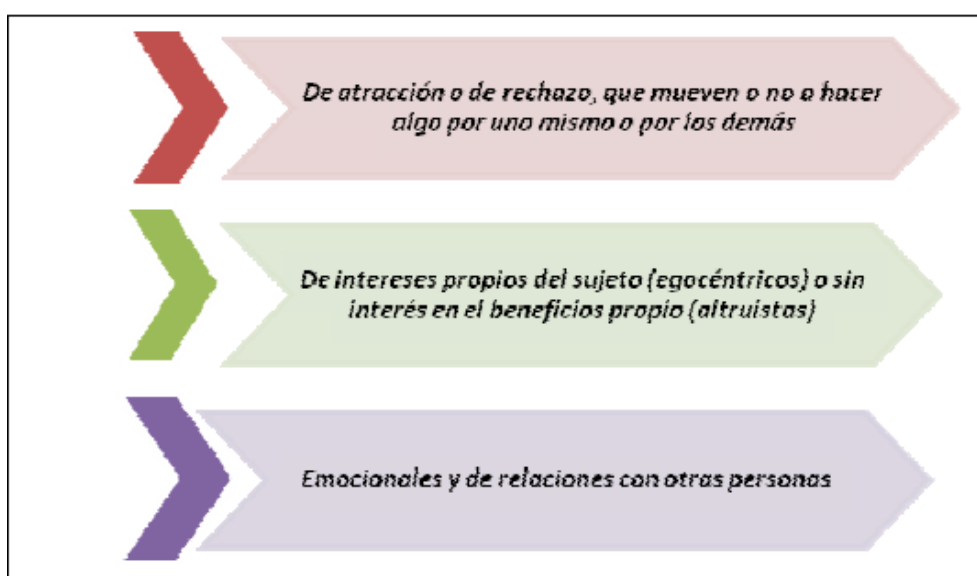 De atracción o de rechazo, que mueven o no a hacer
algo por uno mismo o por los demás
De intereses propios del sujeto (egocéntricos) o sin
interés en el beneficios propio (altruistas)
Emocionales y de relaciones con otras personas